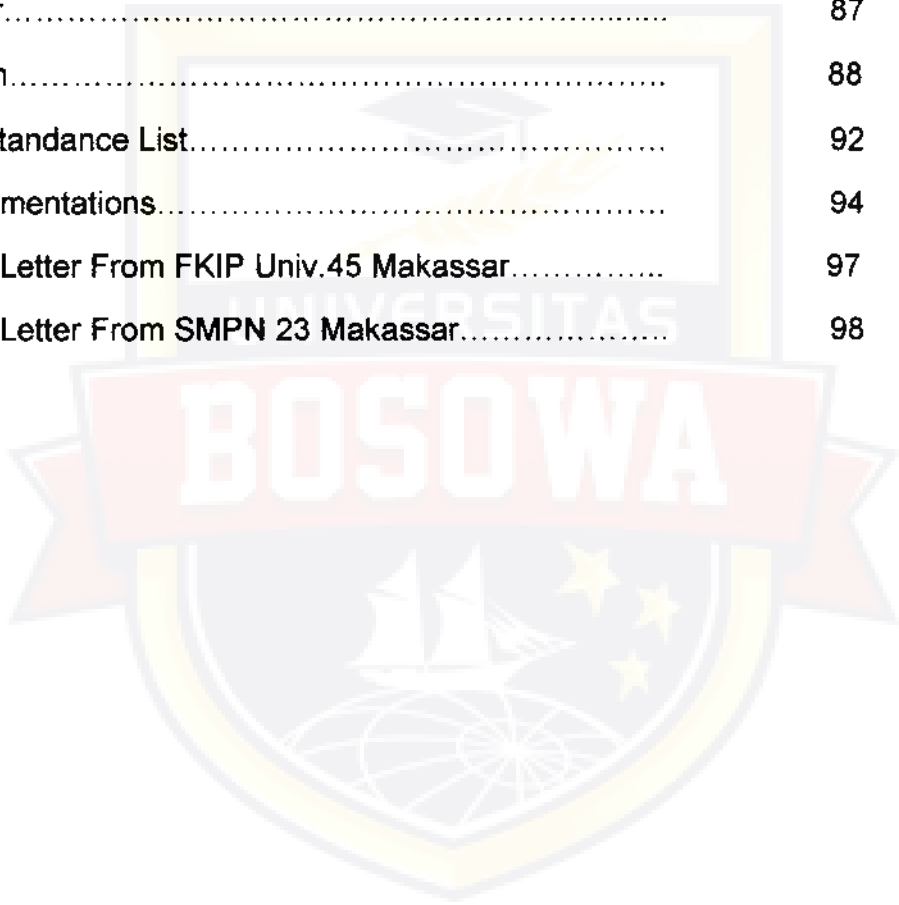 r.......................................................... 87
n.......................................................... 88
tandance List.............................................. 92
mentations................................................. 94
Letter From FKIP Univ.45 Makassar.............. 97
UNIVERSITAS
Letter From SMPN 23 Makassar................... 98
BOSOWA